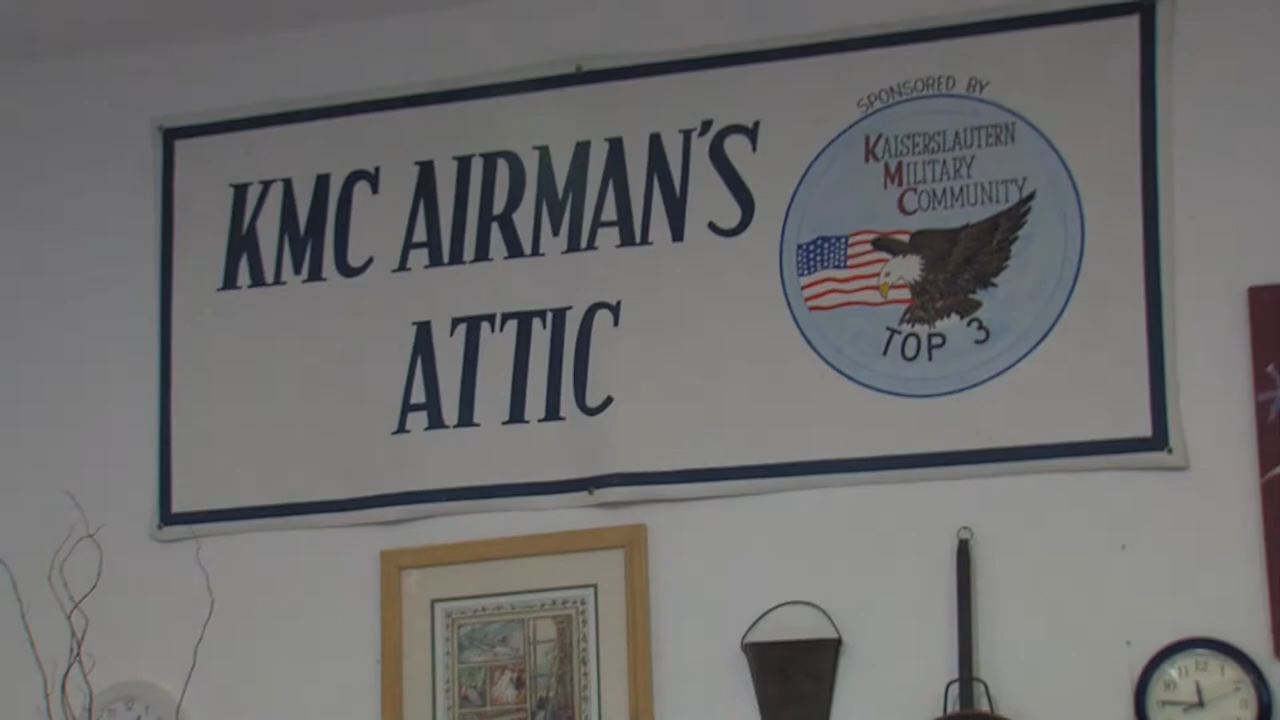 KMC AIRMAN'S
ATTIC
SPONSORED BY
KAISERSLAUTERN
MILITARY
COMMUNITY
TOP 3